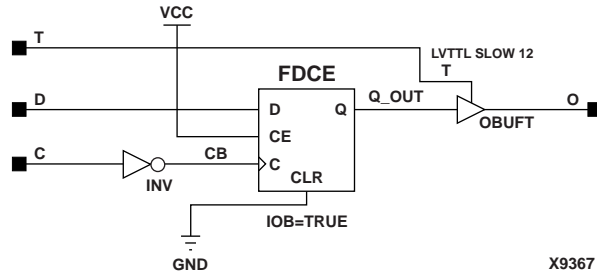 VCC
T
LVTTL SLOW 12
T
FDCE
D
D
Q
Q_OUT
O
CE
OBUFT
C
CB
C
INV
CLR
IOB=TRUE
GND
X9367